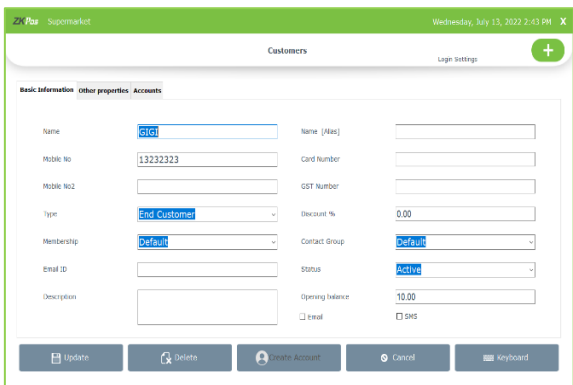 ZKPos Supermarket Wednesday, July 13, 2022 2:43 PM X
Customers
Login Settings +
Basic Information Other properties Accounts
Name GIGI Name [Alias]
Mobile No 13232323 Card Number
Mobile No2 GST Number
Type End Customer Discount % 0.00
Membership Default Contact Group Default
Email ID Status Active
Description Opening balance 10.00
Email SMS
Update Delete Create Account Cancel Keyboard